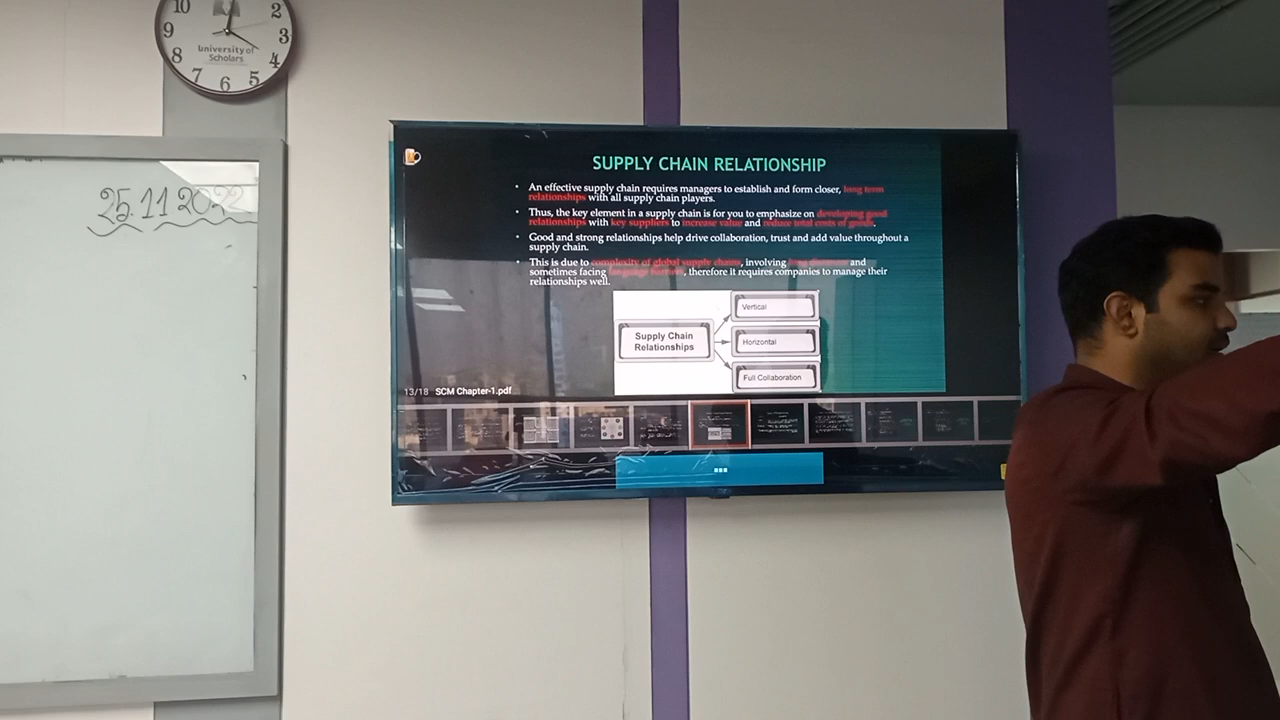 10
2
9
3
University of
Scholars
8
4
7
6
5
25.11.2022
SUPPLY CHAIN RELATIONSHIP
• An effective supply chain requires managers to establish and form closer, long term
relationships with all supply chain players.
• Thus, the key element in a supply chain is for you to emphasize on developing good
relationships with key suppliers to increase value and reduce total costs of goods.
• Good and strong relationships help drive collaboration, trust and add value throughout a
supply chain.
• This is due to complexity of global supply chains, involving long distances and
sometimes facing language barriers, therefore it requires companies to manage their
relationships well.
Supply Chain
Relationships
Vertical
Horizontal
Full Collaboration
13/18 SCM Chapter-1.pdf